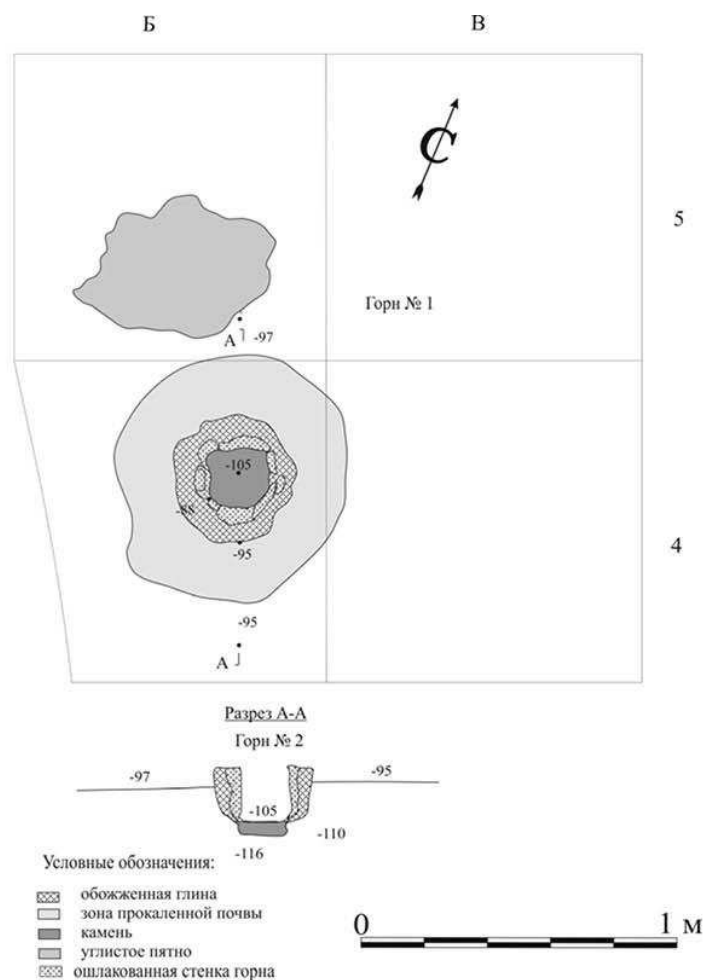 Б В
С
5
Горн № 1
А -97
-105
-88
-95
4
-95
А
Разрез А-А
Горн № 2
-97 -95
-105
-110
-116
Условные обозначения:
обожженная глина
зона прокаленной почвы
камень
углистое пятно
ошлакованная стенка горна
0 1 м